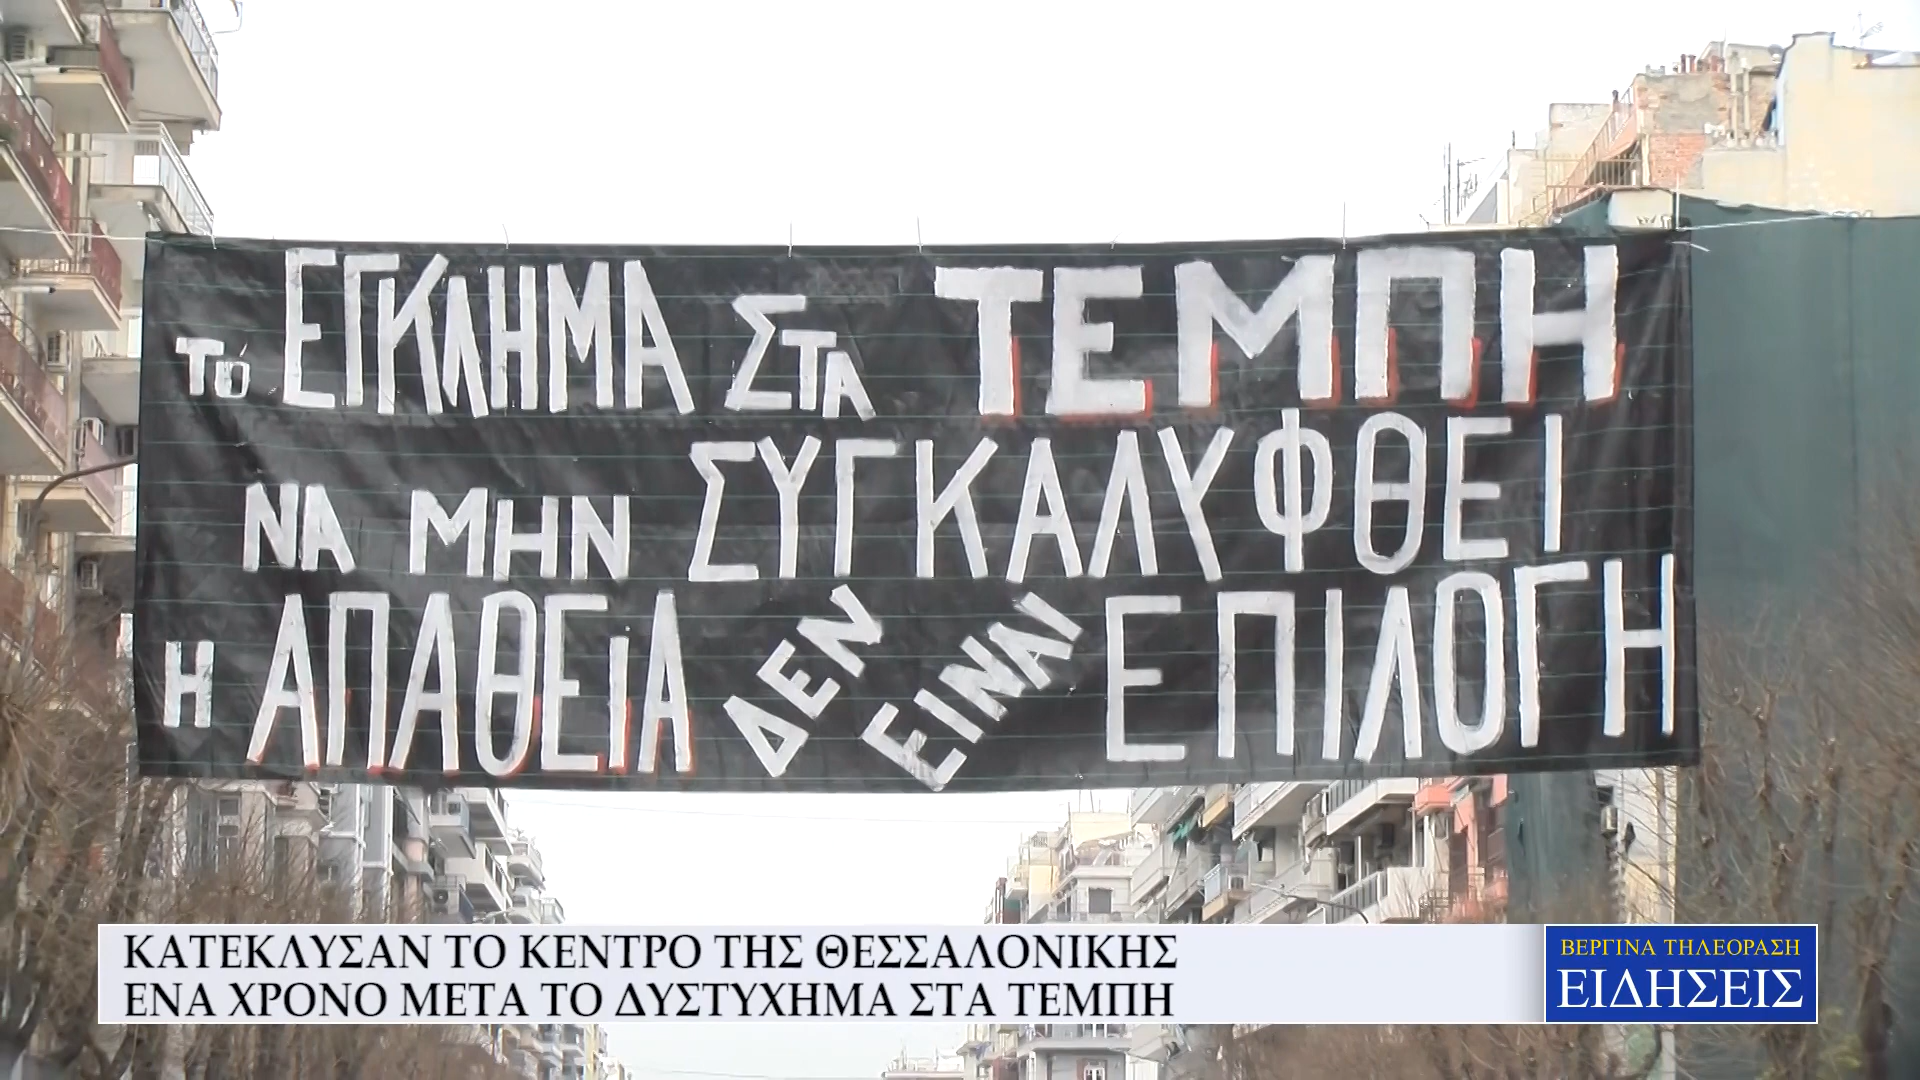 Το ΕΓΚΛΗΜΑ ΣΤΑ ΤΕΜΠΗ
ΝΑ ΜΗΝ ΣΥΓΚΑΛΥΦΘΕΙ
Η ΑΠΑΘΕΙΑ ΔΕΝ ΕΙΝΑΙ ΕΠΙΛΟΓΗ
ΚΑΤΕΚΛΥΣΑΝ ΤΟ ΚΕΝΤΡΟ ΤΗΣ ΘΕΣΣΑΛΟΝΙΚΗΣ
ΕΝΑ ΧΡΟΝΟ ΜΕΤΑ ΤΟ ΔΥΣΤΥΧΗΜΑ ΣΤΑ ΤΕΜΠΗ
ΒΕΡΓΙΝΑ ΤΗΛΕΟΡΑΣΗ
ΕΙΔΗΣΕΙΣ